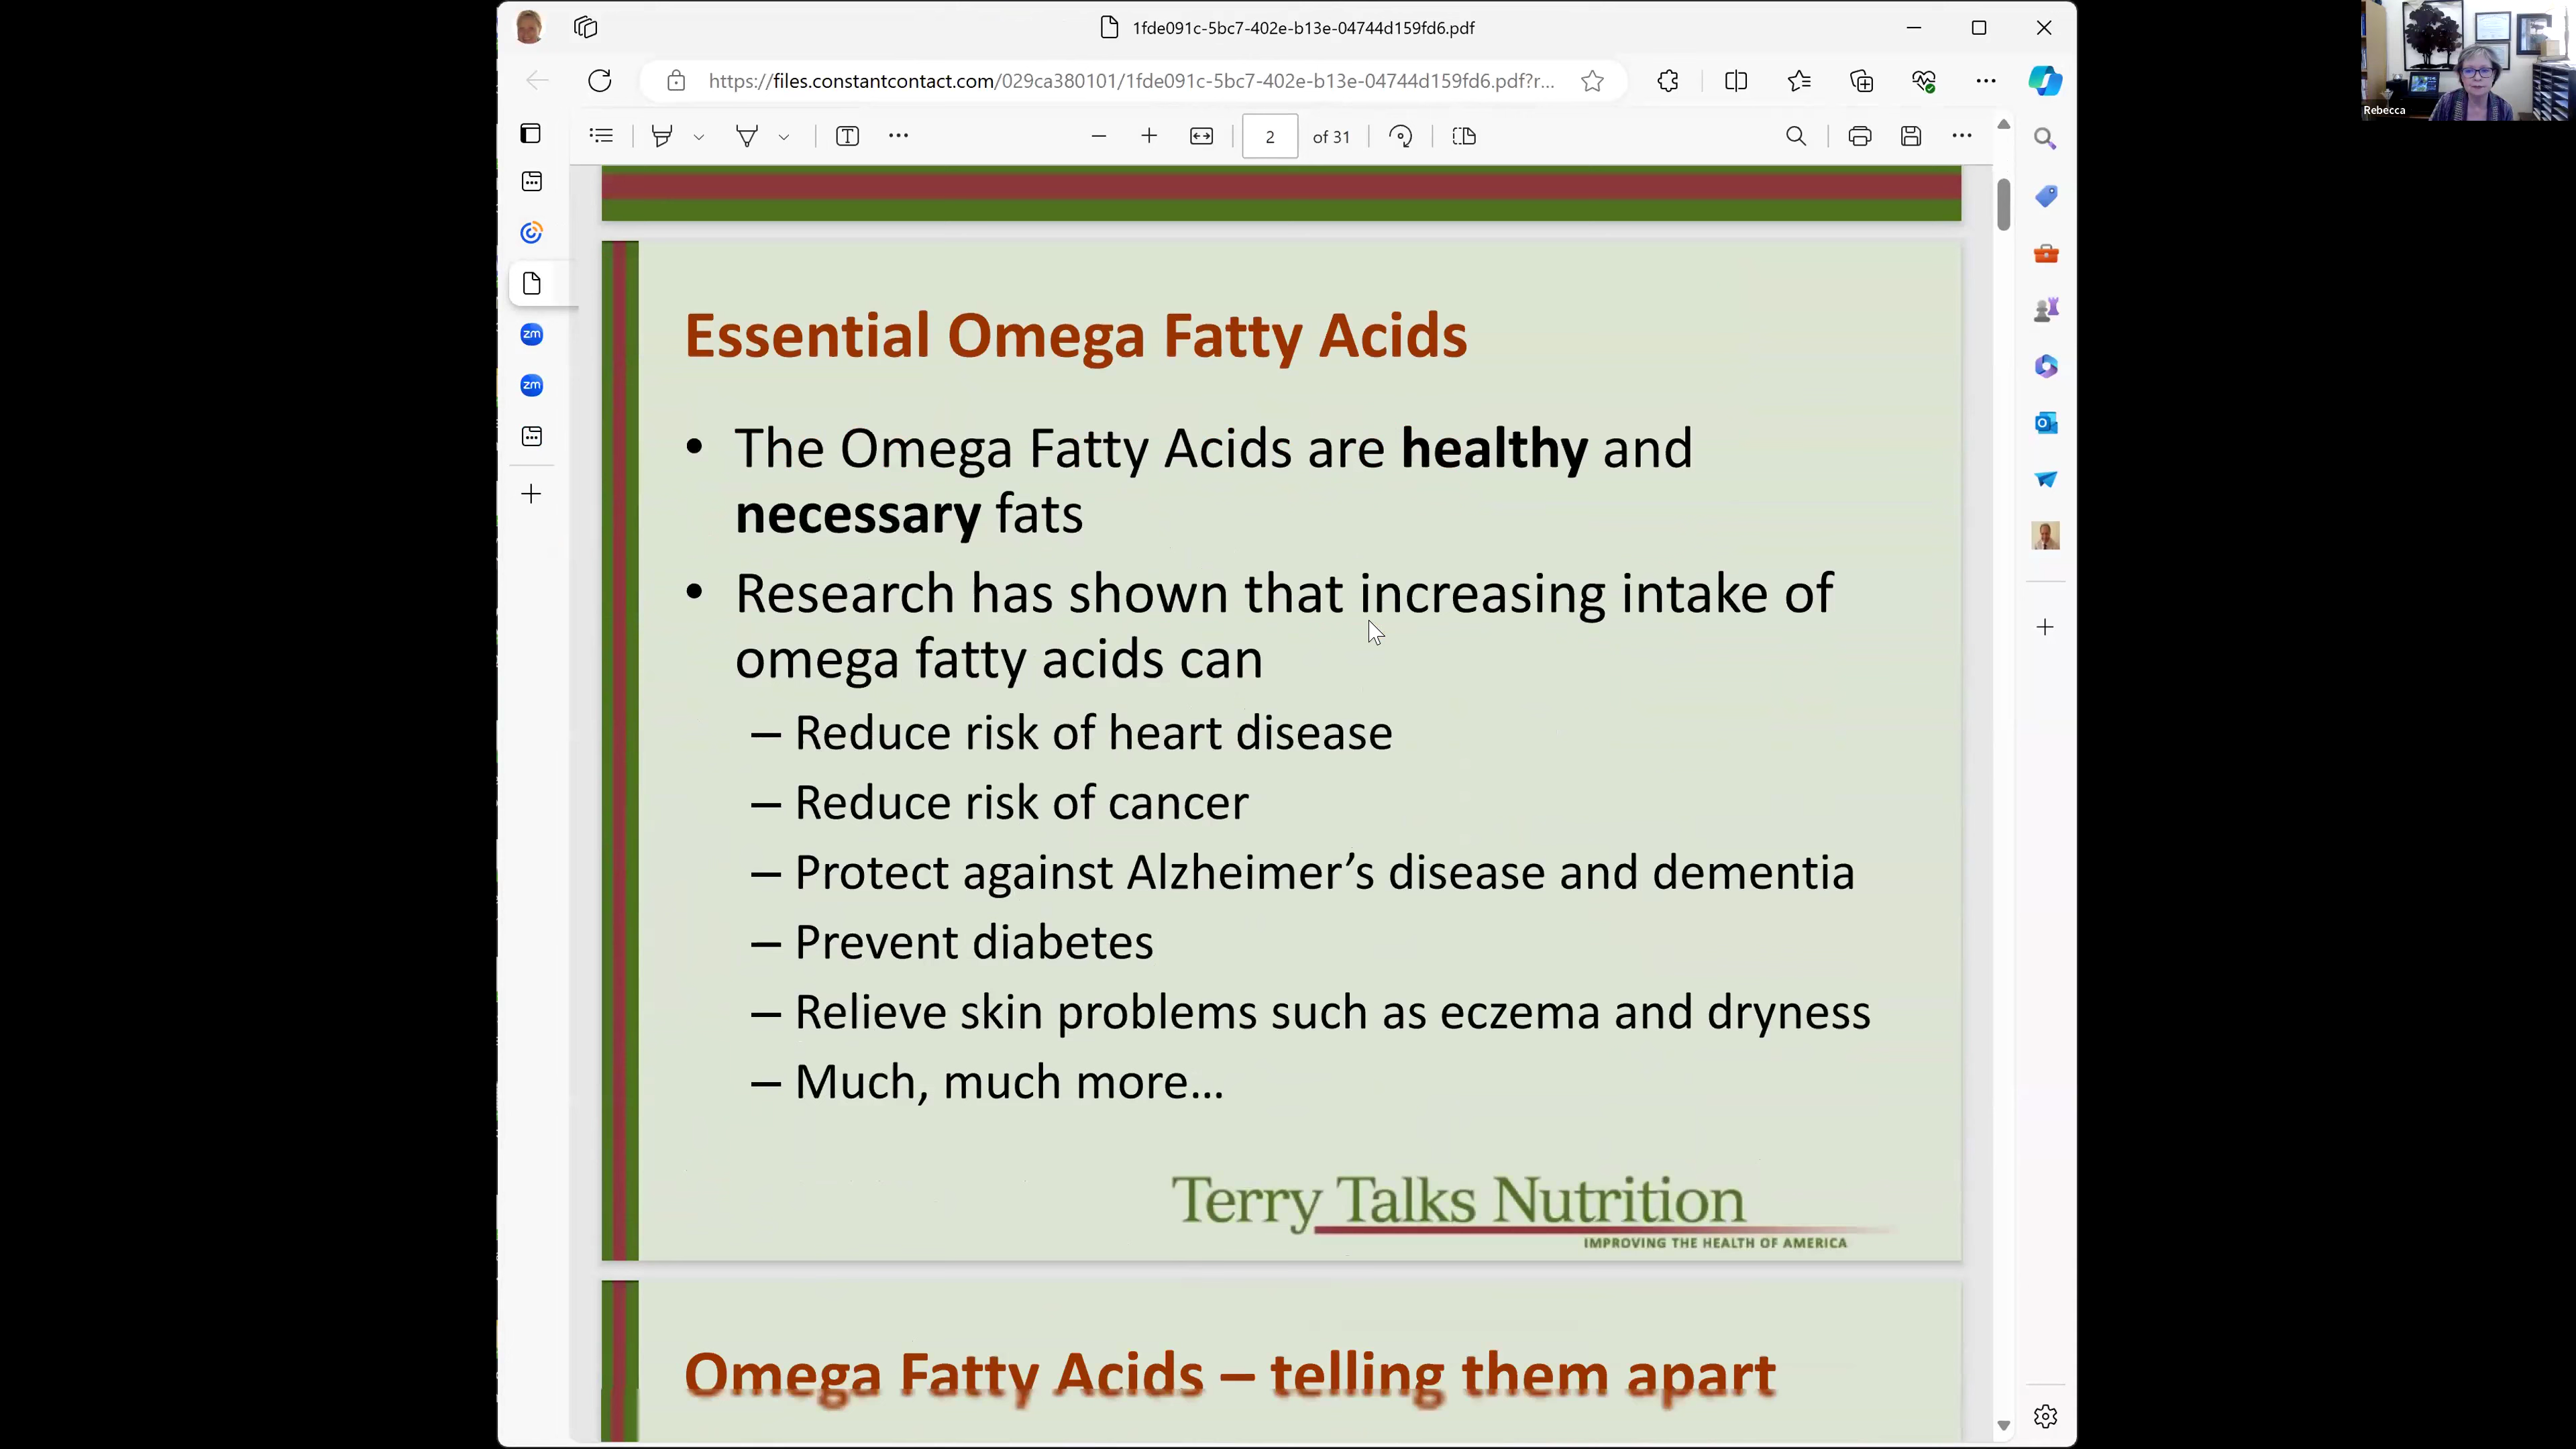 1fde091c-5bc7-402e-b13e-04744d159fd6.pdf
https://files.constantcontact.com/029ca380101/1fde091c-5bc7-402e-b13e-04744d159fd6.pdf?r...
2 of 31
Rebecca
zm
zm
Essential Omega Fatty Acids
• The Omega Fatty Acids are healthy and
necessary fats
• Research has shown that increasing intake of
omega fatty acids can
– Reduce risk of heart disease
– Reduce risk of cancer
– Protect against Alzheimer’s disease and dementia
– Prevent diabetes
– Relieve skin problems such as eczema and dryness
– Much, much more…
Terry Talks Nutrition
IMPROVING THE HEALTH OF AMERICA
Omega Fatty Acids – telling them apart